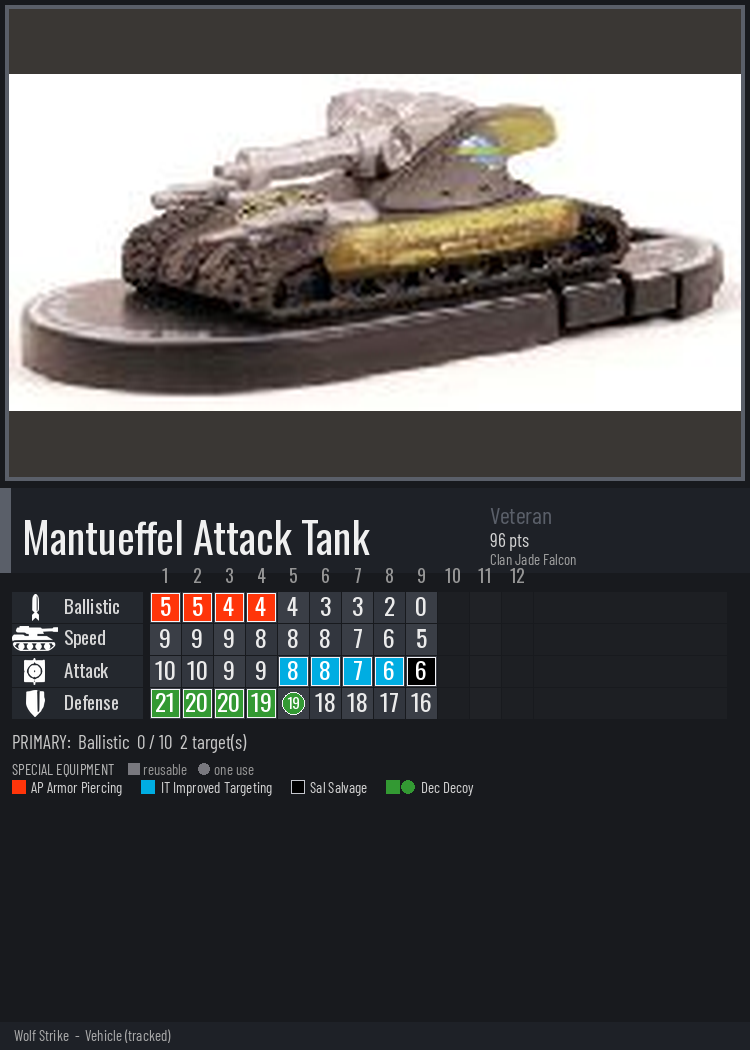 Mantueffel Attack Tank
Veteran
96 pts
Clan Jade Falcon
1 2 3 4 5 6 7 8 9 10 11 12
Ballistic 5 5 4 4 4 3 3 2 0
Speed 9 9 9 8 8 8 7 6 5
Attack 10 10 9 9 8 8 7 6 6
Defense 21 20 20 19 19 18 18 17 16
PRIMARY: Ballistic 0 / 10 2 target(s)
SPECIAL EQUIPMENT reusable one use
AP Armor Piercing IT Improved Targeting Sal Salvage Dec Decoy
Wolf Strike - Vehicle (tracked)